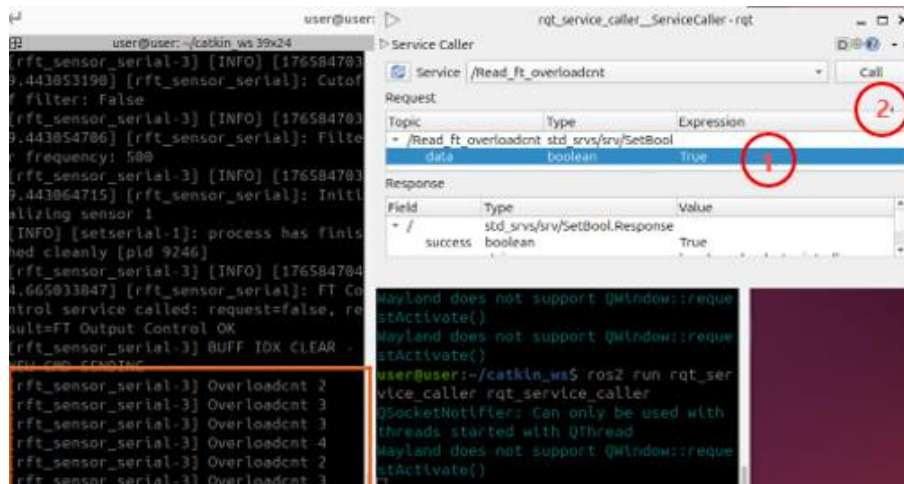 user@user:
rqt_service_caller__ServiceCaller - rqt
user@user: ~/catkin_ws 39x24
[rft_sensor_serial-3] [INFO] [176584703
9.443053190] [rft_sensor_serial]: Cutof
f filter: False
[rft_sensor_serial-3] [INFO] [176584703
9.443054706] [rft_sensor_serial]: Filte
r frequency: 500
[rft_sensor_serial-3] [INFO] [176584703
9.443064715] [rft_sensor_serial]: Initi
alizing sensor 1
[INFO] [setserial-1]: process has finis
hed cleanly [pid 9246]
[rft_sensor_serial-3] [INFO] [176584704
4.665033847] [rft_sensor_serial]: FT Co
ntrol service called: request=false, re
sult=FT Output Control OK
[rft_sensor_serial-3] BUFF IDX CLEAR -
NEW CMD SENDING
[rft_sensor_serial-3] Overloadcnt 2
[rft_sensor_serial-3] Overloadcnt 3
[rft_sensor_serial-3] Overloadcnt 3
[rft_sensor_serial-3] Overloadcnt 4
[rft_sensor_serial-3] Overloadcnt 2
[rft_sensor_serial-3] Overloadcnt 3
Service Caller
Service /Read_ft_overloadcnt Call
2
Request
Topic Type Expression
/Read_ft_overloadcnt std_srvs/srv/SetBool
data boolean True
1
Response
Field Type Value
/ std_srvs/srv/SetBool.Response
success boolean True
Wayland does not support QWindow::reque
stActivate()
Wayland does not support QWindow::reque
stActivate()
user@user:~/catkin_ws$ ros2 run rqt_ser
vice_caller rqt_service_caller
QSocketNotifier: Can only be used with
threads started with QThread
Wayland does not support QWindow::reque
stActivate()